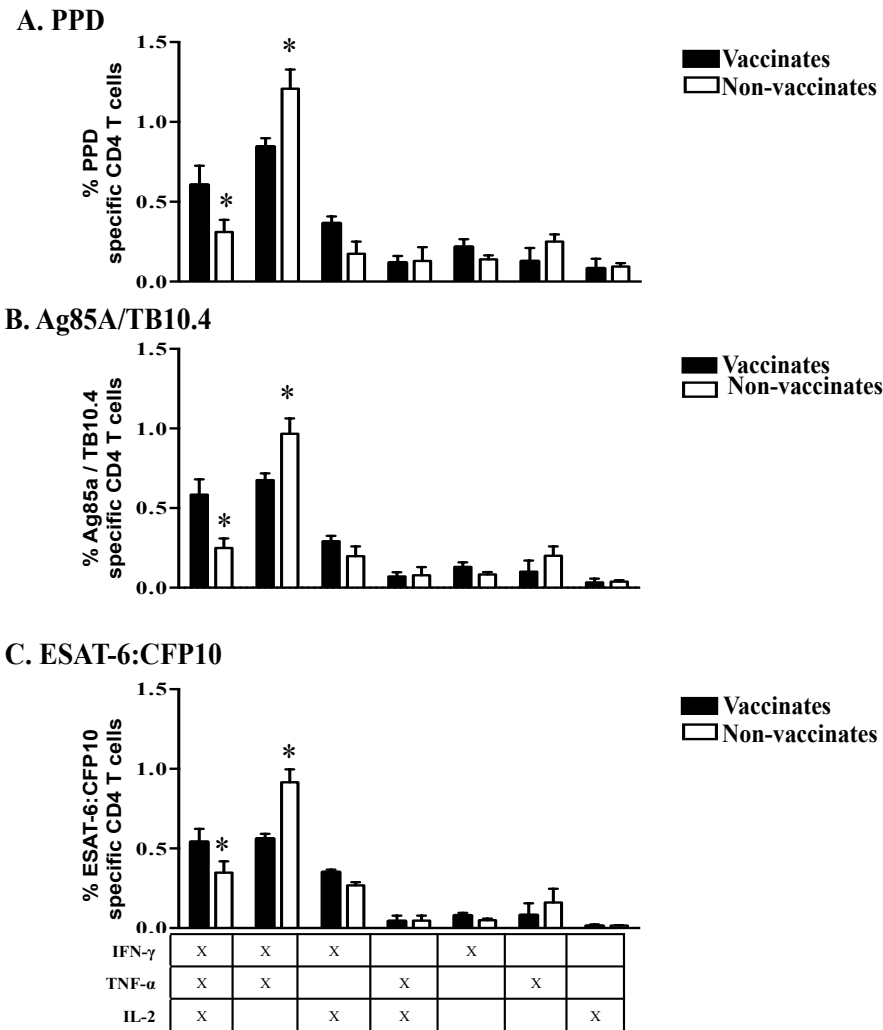 A. PPD
1.5
1.0
0.5
0.0
% PPD
specific CD4 T cells
*
*
Vaccinates
Non-vaccinates
B. Ag85A/TB10.4
1.5
1.0
0.5
0.0
% Ag85a / TB10.4
specific CD4 T cells
*
*
Vaccinates
Non-vaccinates
C. ESAT-6:CFP10
1.5
1.0
0.5
0.0
% ESAT-6:CFP10
specific CD4 T cells
*
*
Vaccinates
Non-vaccinates
IFN-γ X X X X
TNF-α X X X X
IL-2 X X X X